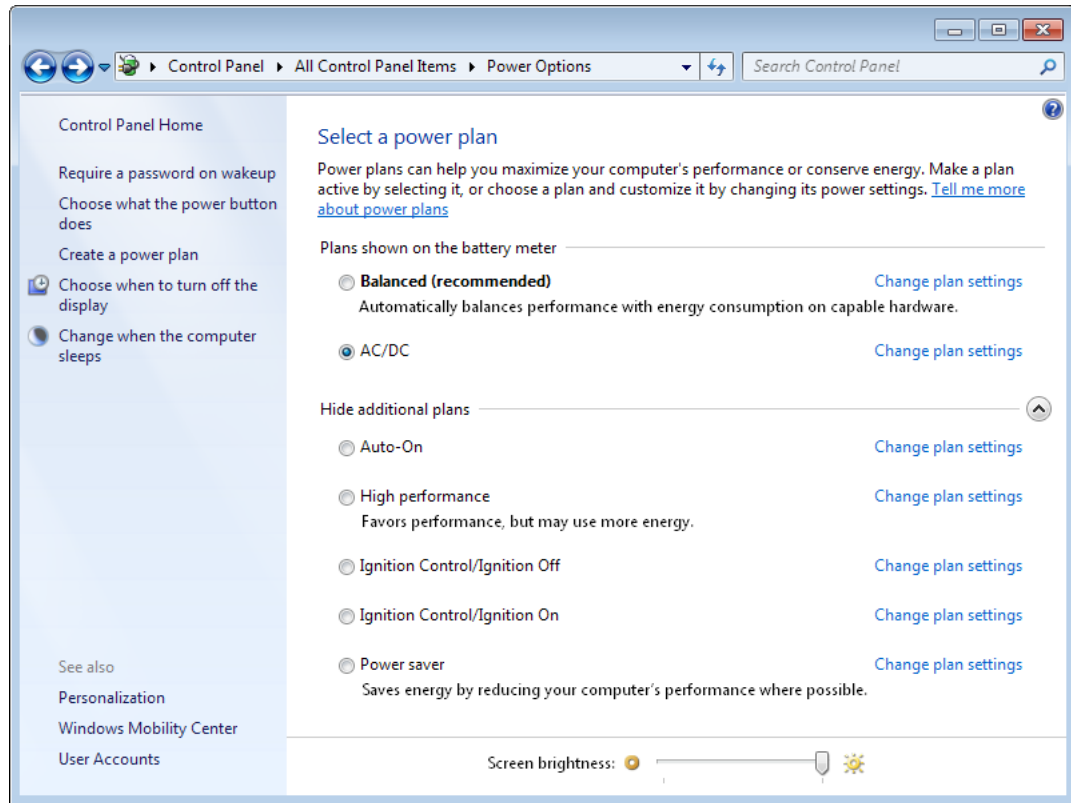 Control Panel
All Control Panel Items
Power Options
Search Control Panel
Control Panel Home
Require a password on wakeup
Choose what the power button
does
Create a power plan
Choose when to turn off the
display
Change when the computer
sleeps
See also
Personalization
Windows Mobility Center
User Accounts
Select a power plan
Power plans can help you maximize your computer's performance or conserve energy. Make a plan
active by selecting it, or choose a plan and customize it by changing its power settings. Tell me more
about power plans
Plans shown on the battery meter
Balanced (recommended) Change plan settings
Automatically balances performance with energy consumption on capable hardware.
AC/DC Change plan settings
Hide additional plans
Auto-On Change plan settings
High performance Change plan settings
Favors performance, but may use more energy.
Ignition Control/Ignition Off Change plan settings
Ignition Control/Ignition On Change plan settings
Power saver Change plan settings
Saves energy by reducing your computer's performance where possible.
Screen brightness: